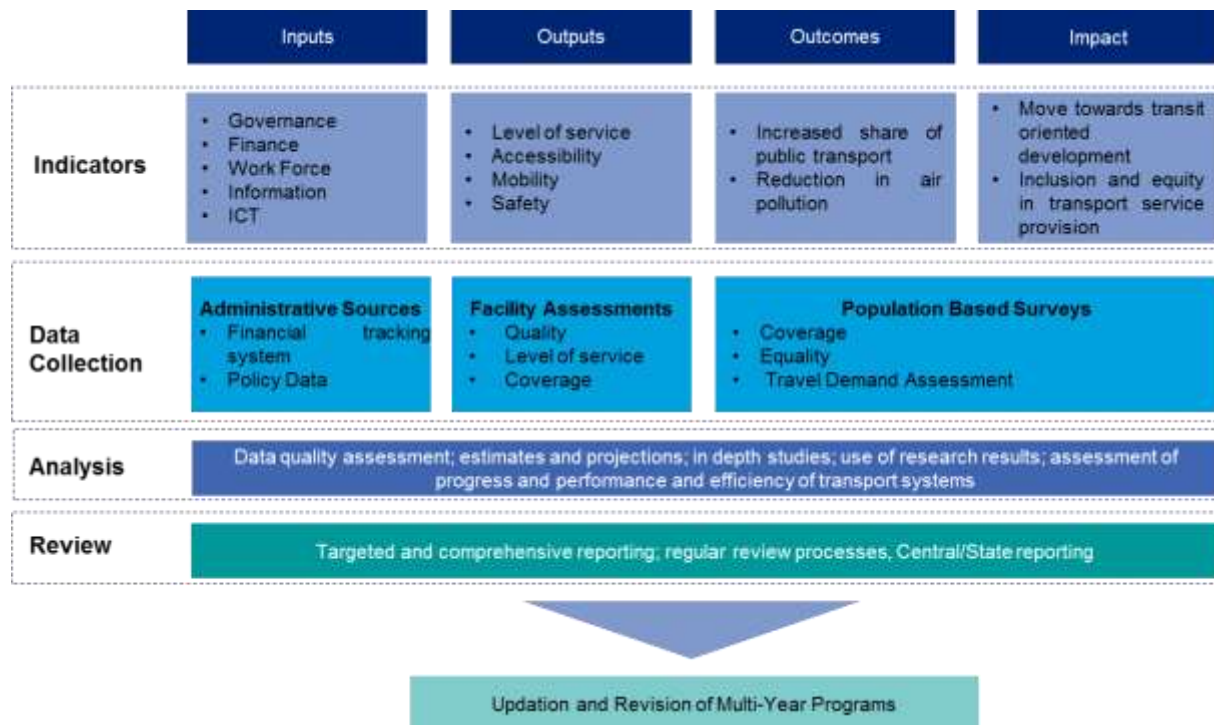 Inputs
Outputs
Outcomes
Impact
Indicators
• Governance
• Finance
• Work Force
• Information
• ICT
• Level of service
• Accessibility
• Mobility
• Safety
• Increased share of
public transport
• Reduction in air
pollution
• Move towards transit
oriented
development
• Inclusion and equity
in transport service
provision
Data
Collection
Administrative Sources
• Financial tracking
system
• Policy Data
Facility Assessments
• Quality
• Level of service
• Coverage
Population Based Surveys
• Coverage
• Equality
• Travel Demand Assessment
Analysis
Data quality assessment; estimates and projections; in depth studies; use of research results; assessment of
progress and performance and efficiency of transport systems
Review
Targeted and comprehensive reporting; regular review processes, Central/State reporting
Updation and Revision of Multi-Year Programs